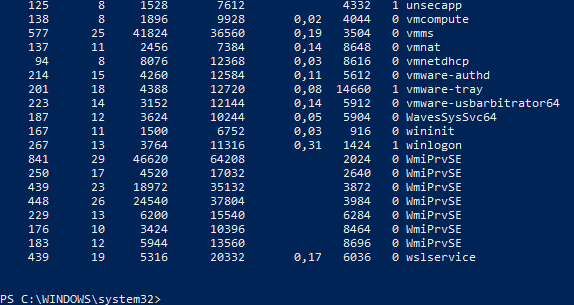 125 8 1528 7612 4332 1 unsecapp
138 8 1896 9928 0,02 4044 0 vmcompute
577 25 41824 36560 0,19 3504 0 vmms
137 11 2456 7384 0,14 8648 0 vmnat
94 8 8076 12368 0,03 8616 0 vmnetdhcp
214 15 4260 12584 0,11 5612 0 vmware-authd
201 18 4388 12720 0,08 14660 1 vmware-tray
223 14 3152 12144 0,14 5912 0 vmware-usbarbitrator64
187 12 3624 10244 0,05 5904 0 WavesSysSvc64
167 11 1500 6752 0,03 916 0 wininit
267 13 3764 11316 0,31 1424 1 winlogon
841 29 46620 64208 2024 0 WmiPrvSE
250 17 4520 17032 2640 0 WmiPrvSE
439 23 18972 35132 3872 0 WmiPrvSE
448 26 24540 37804 3984 0 WmiPrvSE
229 13 6200 15540 6284 0 WmiPrvSE
176 10 3424 10396 8464 0 WmiPrvSE
183 12 5944 13560 8696 0 WmiPrvSE
439 19 5316 20332 0,17 6036 0 wslservice
PS C:\WINDOWS\system32>